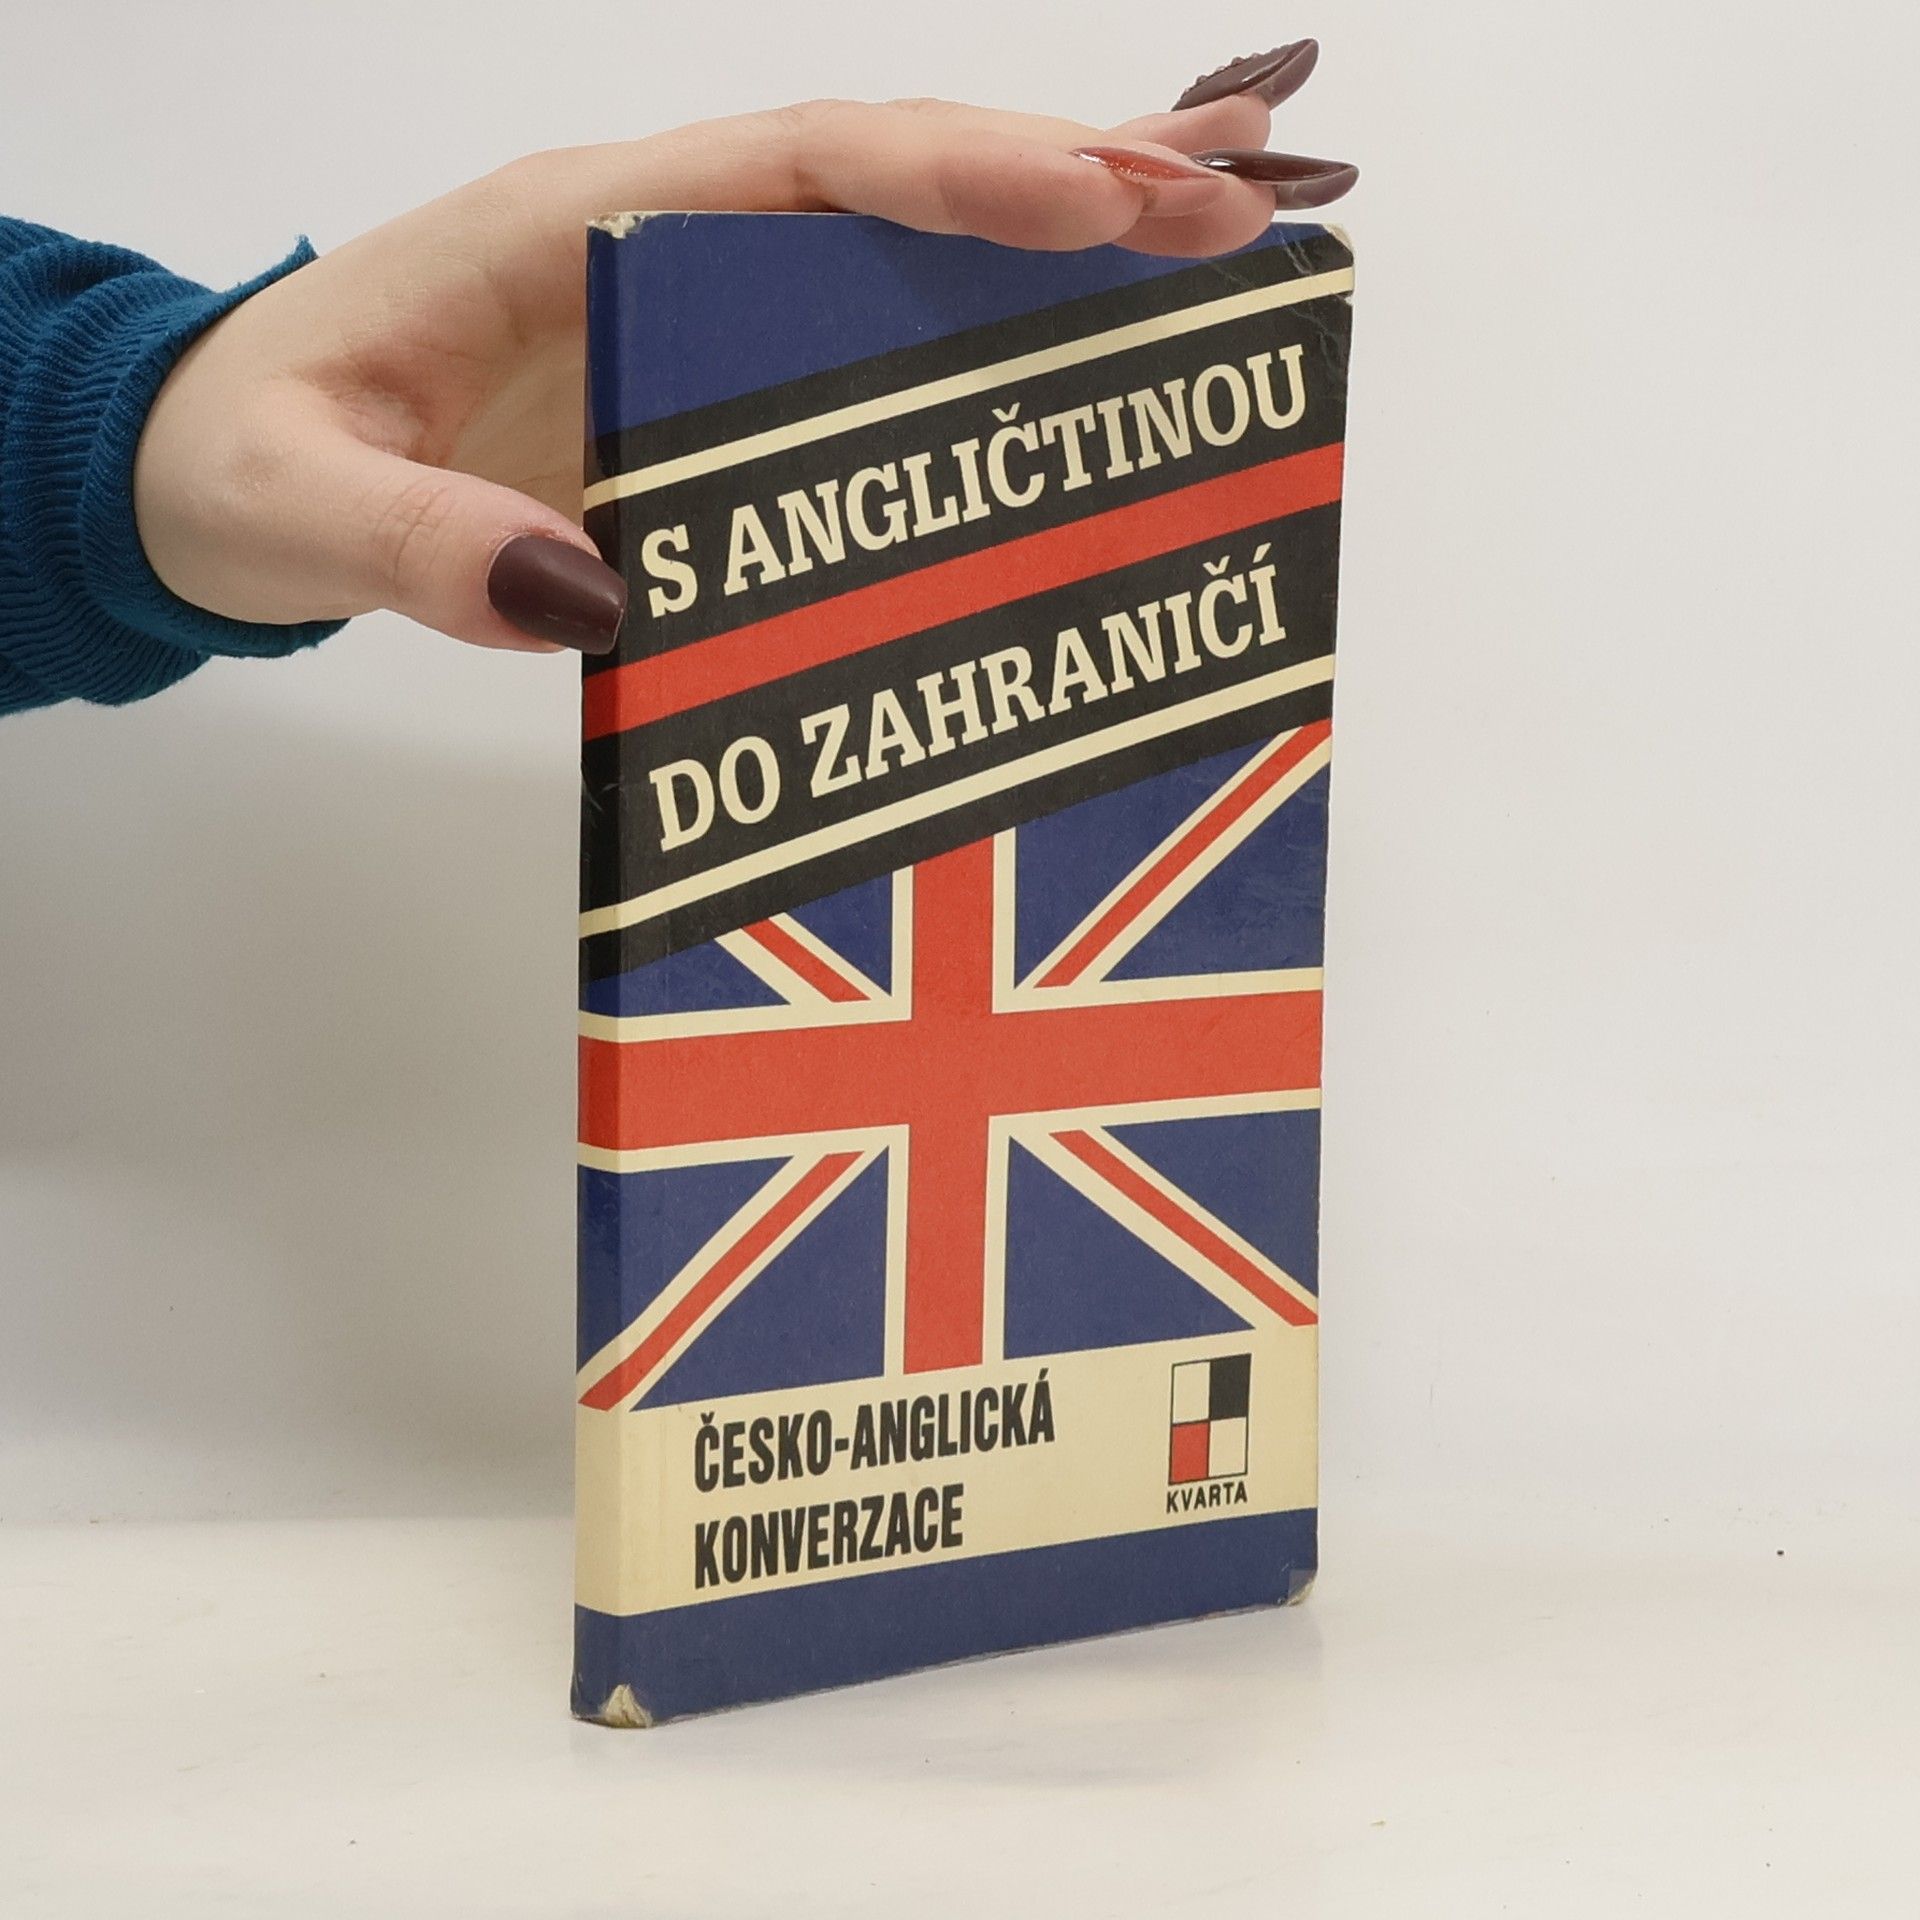 S ANGLIČTINOU
DO ZAHRANIČÍ
ČESKO-ANGLICKÁ
KONVERZACE
KVARTA